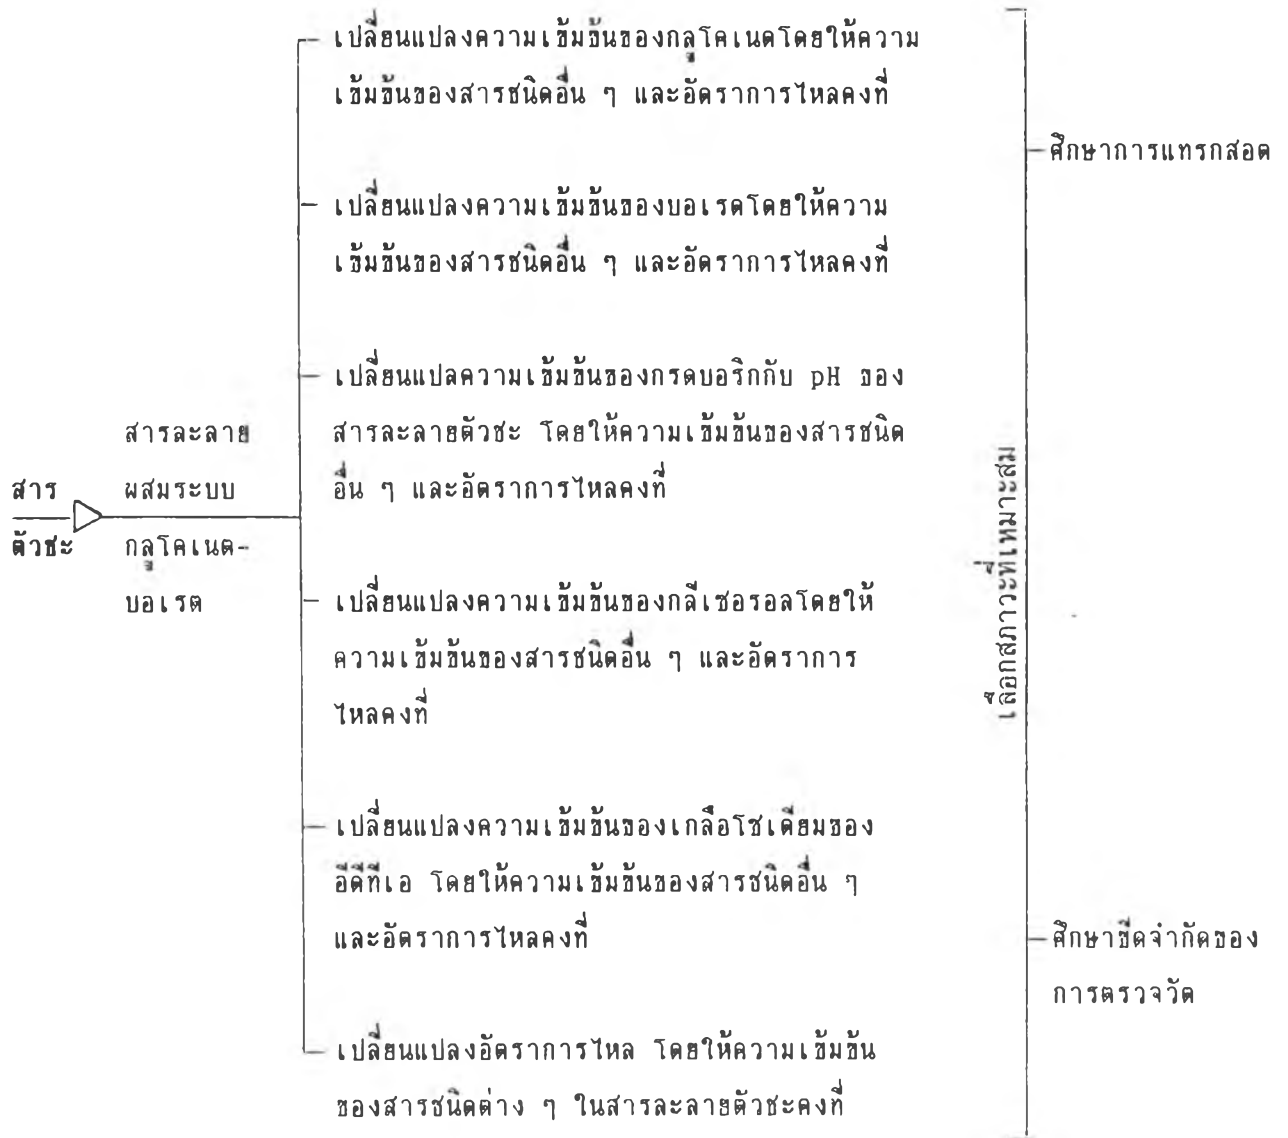 สาร
ตัวชะ
สารละลาย
ผสมระบบ
กลูโคเนต-
บอเรต
เปลี่ยนแปลงความเข้มข้นของกลูโคเนตโดยให้ความ
เข้มข้นของสารชนิดอื่น ๆ และอัตราการไหลคงที่
เปลี่ยนแปลงความเข้มข้นของบอเรตโดยให้ความ
เข้มข้นของสารชนิดอื่น ๆ และอัตราการไหลคงที่
เปลี่ยนแปลความเข้มข้นของกรดบอริกกับ pH ของ
สารละลายตัวชะ โดยให้ความเข้มข้นของสารชนิด
อื่น ๆ และอัตราการไหลคงที่
เปลี่ยนแปลงความเข้มข้นของกลีเซอรอลโดยให้
ความเข้มข้นของสารชนิดอื่น ๆ และอัตราการ
ไหลคงที่
เปลี่ยนแปลงความเข้มข้นของเกลือโซเดียมของ
อีดีทีเอ โดยให้ความเข้มข้นของสารชนิดอื่น ๆ
และอัตราการไหลคงที่
เปลี่ยนแปลงอัตราการไหล โดยให้ความเข้มข้น
ของสารชนิดต่าง ๆ ในสารละลายตัวชะคงที่
เลือกสภาวะที่เหมาะสม
ศึกษาการแทรกสอด
ศึกษาขีดจำกัดของ
การตรวจวัด